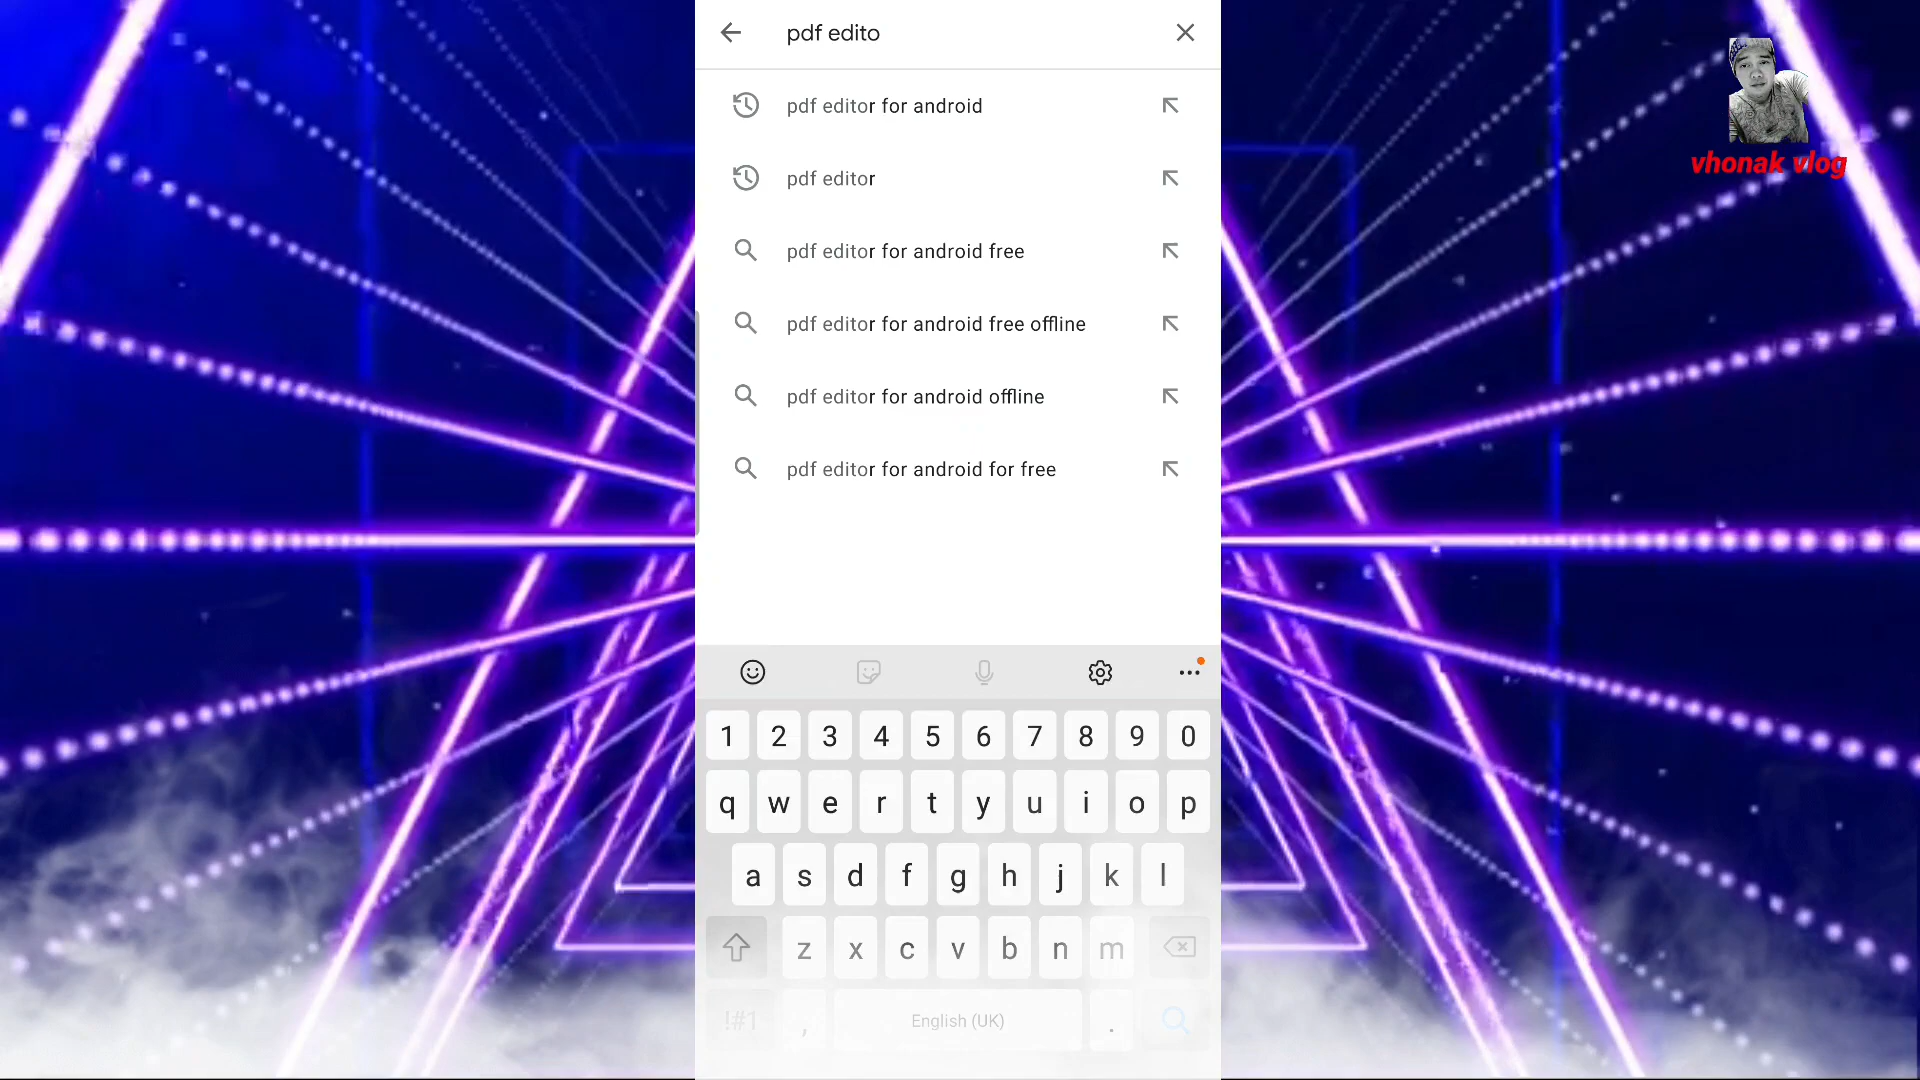 pdf edito
vhonak vlog
pdf editor for android
pdf editor
pdf editor for android free
pdf editor for android free offline
pdf editor for android offline
pdf editor for android for free
1 2 3 4 5 6 7 8 9 0
q w e r t y u i o p
a s d f g h j k l
z x c v b n m
!#1 , English (UK) .